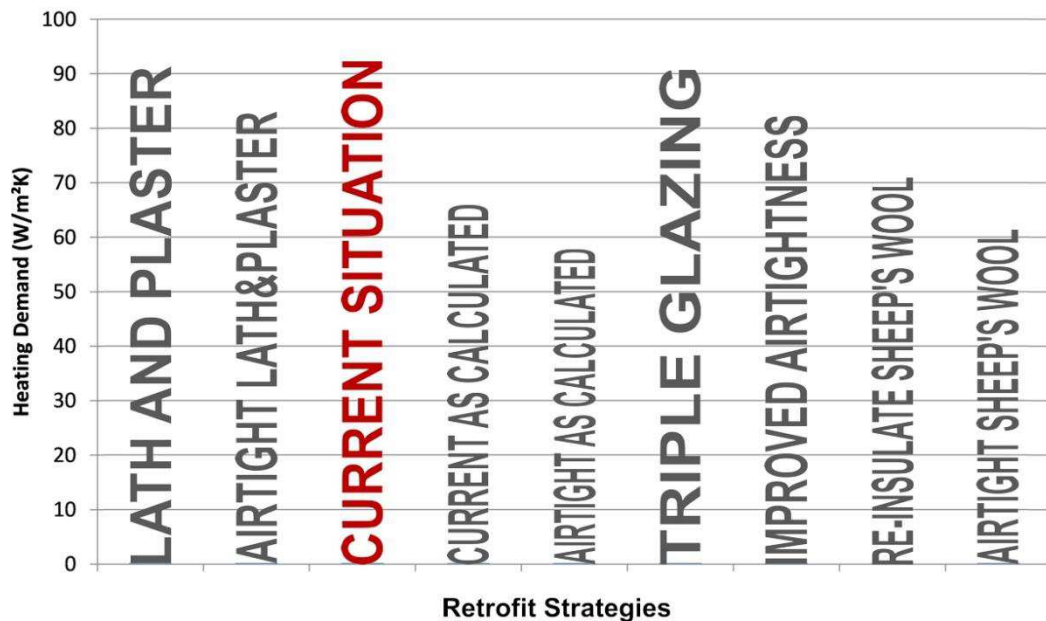 100
90
80
70
60
50
40
30
20
10
0
Heating Demand (W/m²K)
LATH AND PLASTER
AIRTIGHT LATH&PLASTER
CURRENT SITUATION
CURRENT AS CALCULATED
AIRTIGHT AS CALCULATED
TRIPLE GLAZING
IMPROVED AIRTIGHTNESS
RE-INSULATE SHEEP'S WOOL
AIRTIGHT SHEEP'S WOOL
Retrofit Strategies